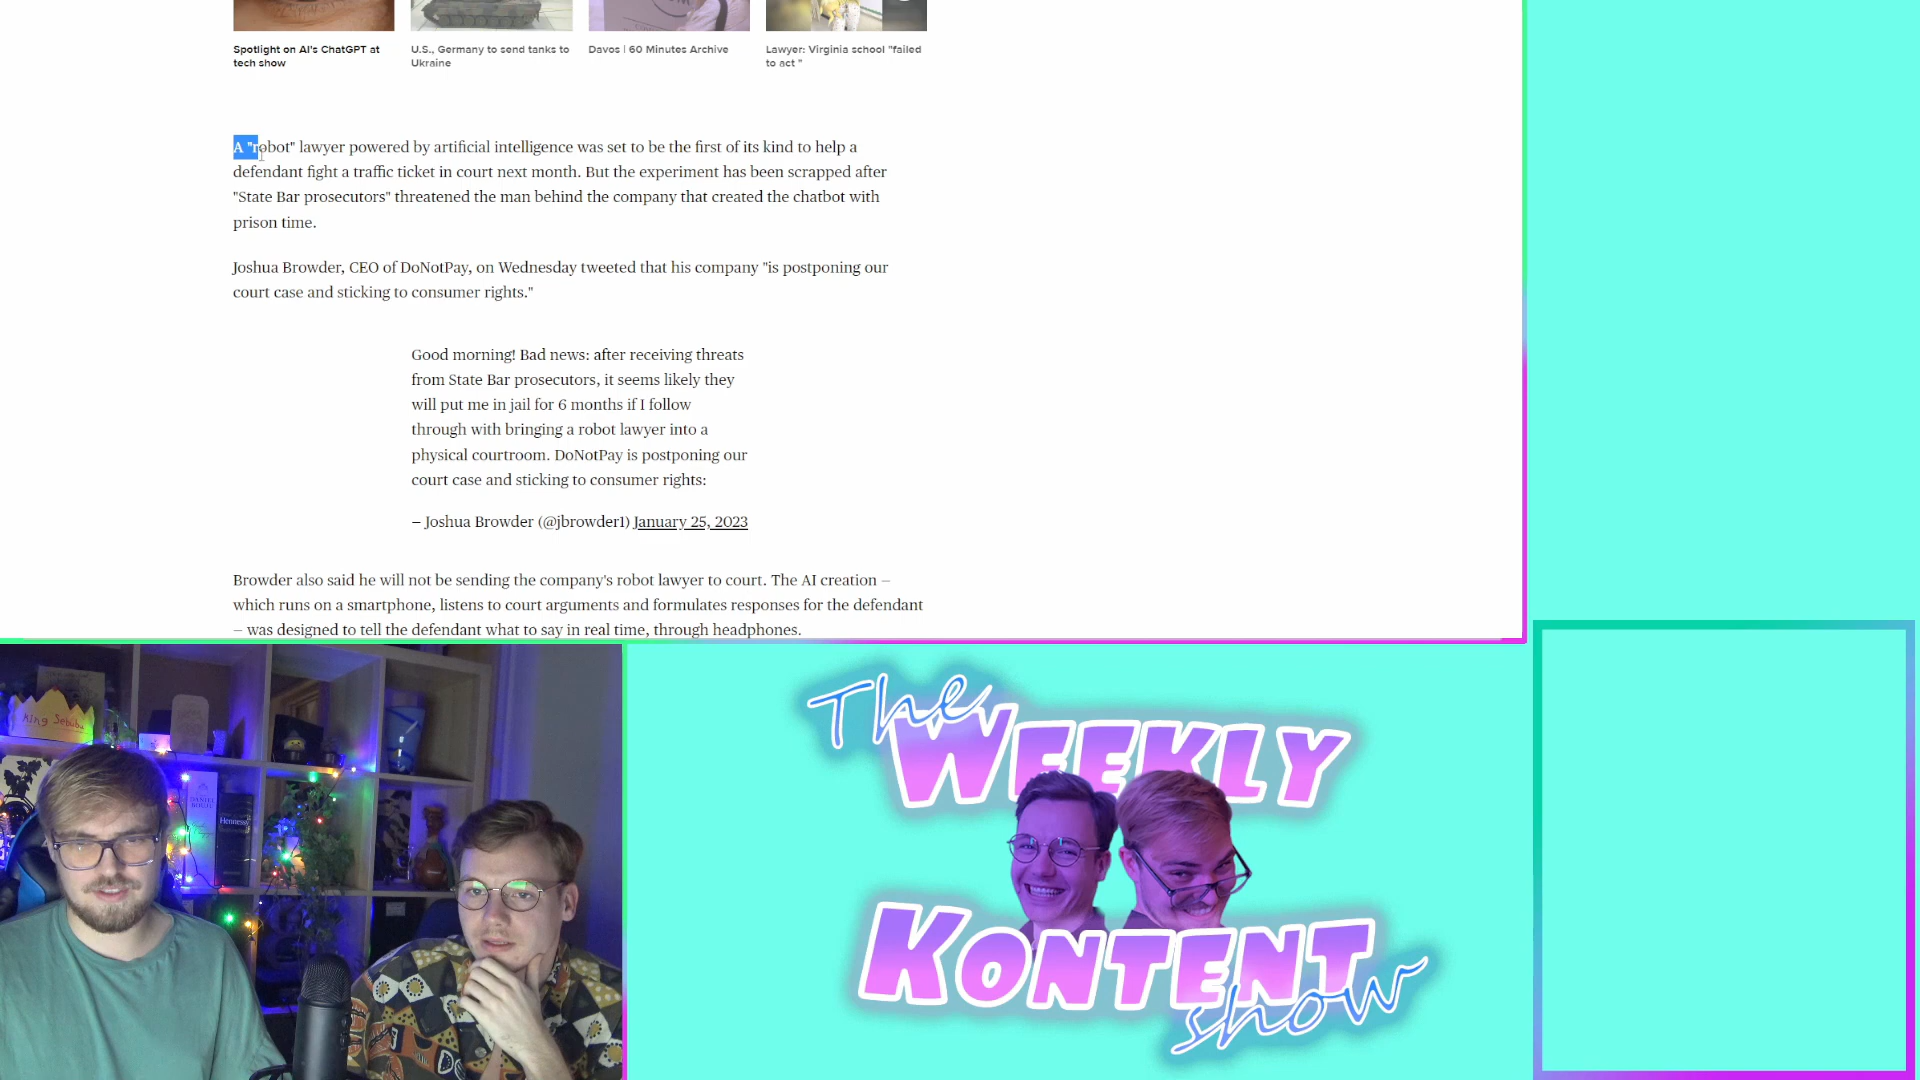 Spotlight on AI's ChatGPT at
tech show
U.S., Germany to send tanks to
Ukraine
Davos | 60 Minutes Archive
Lawyer: Virginia school "failed
to act "
A "robot" lawyer powered by artificial intelligence was set to be the first of its kind to help a
defendant fight a traffic ticket in court next month. But the experiment has been scrapped after
"State Bar prosecutors" threatened the man behind the company that created the chatbot with
prison time.
Joshua Browder, CEO of DoNotPay, on Wednesday tweeted that his company "is postponing our
court case and sticking to consumer rights."
Good morning! Bad news: after receiving threats
from State Bar prosecutors, it seems likely they
will put me in jail for 6 months if I follow
through with bringing a robot lawyer into a
physical courtroom. DoNotPay is postponing our
court case and sticking to consumer rights:
— Joshua Browder (@jbrowder1) January 25, 2023
Browder also said he will not be sending the company's robot lawyer to court. The AI creation —
which runs on a smartphone, listens to court arguments and formulates responses for the defendant
— was designed to tell the defendant what to say in real time, through headphones.
King Jebubu
Hennessy
The
WEEKLY
KONTENT
show